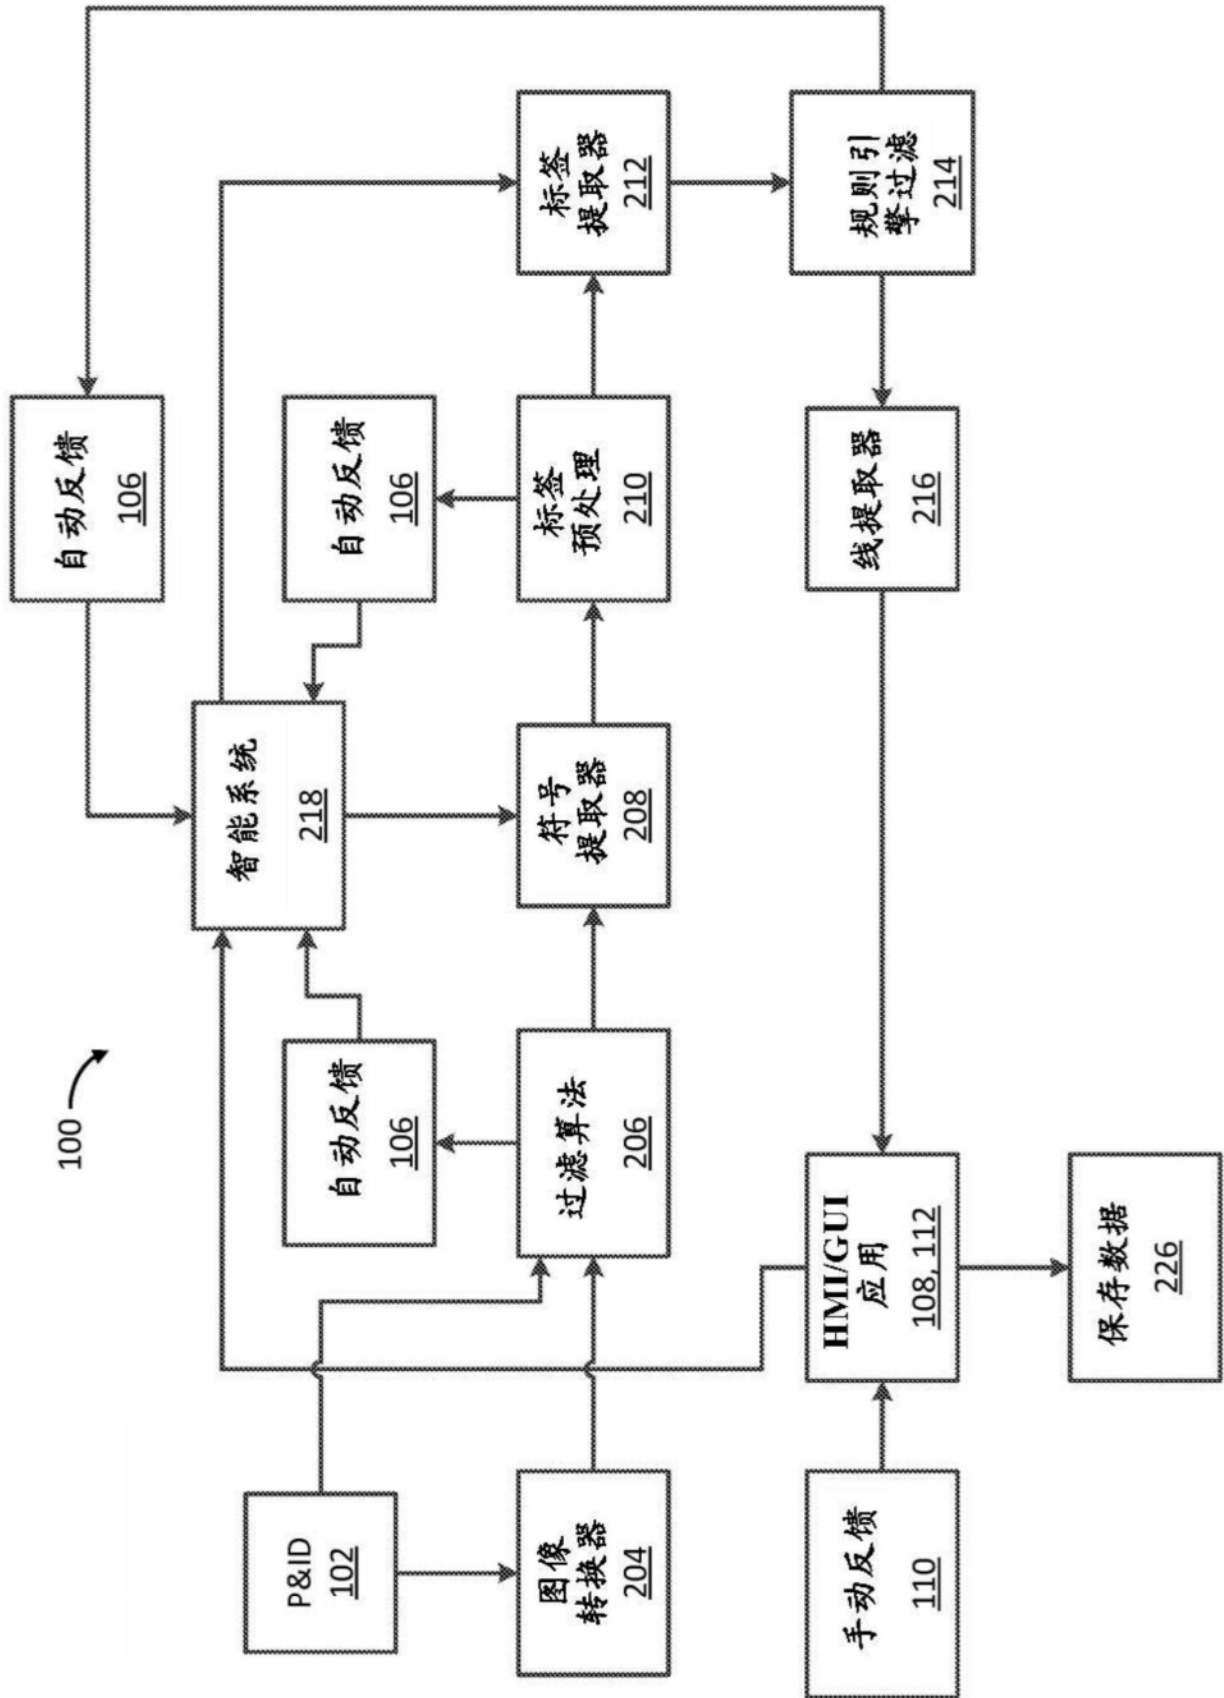 100
P&ID
102
图像
转换器
204
过滤算法
206
自动反馈
106
智能系统
218
符号
提取器
208
自动反馈
106
标签
预处理
210
自动反馈
106
标签
提取器
212
规则引
擎过滤
214
线提取器
216
HMI/GUI
应用
108, 112
手动反馈
110
保存数据
226